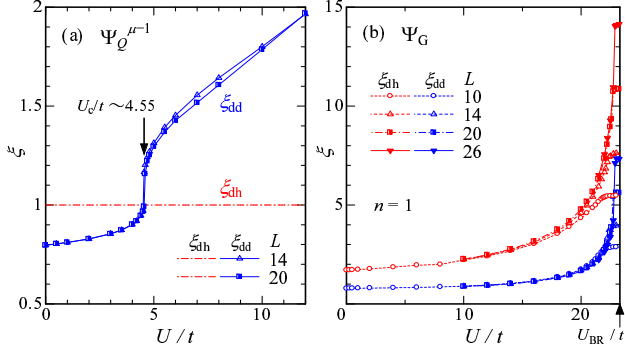 (a) Ψ_Q^{μ−1}
2
1.5
1
0.5
ξ
U_c/t ～4.55
ξ_dd
ξ_dh
ξ_dh ξ_dd L
14
20
0 5 10
U / t
(b) Ψ_G
15
10
5
0
ξ
ξ_dh ξ_dd L
10
14
20
26
n = 1
0 10 20
U / t
U_BR / t